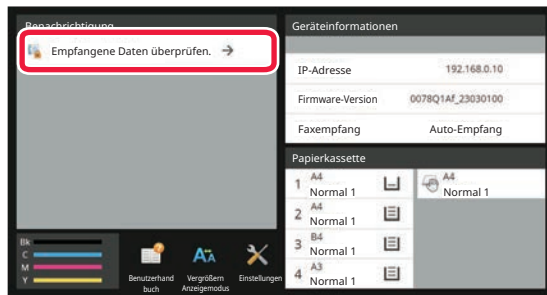 Benachrichtigung
Empfangene Daten überprüfen. →
Geräteinformationen
IP-Adresse 192.168.0.10
Firmware-Version 0078Q1Af_23030100
Faxempfang Auto-Empfang
Papierkassette
1 A4
Normal 1
A4
Normal 1
2 A4
Normal 1
3 B4
Normal 1
4 A3
Normal 1
Bk
C
M
Y
Benutzerhand
buch
Vergrößern
Anzeigemodus
Einstellungen